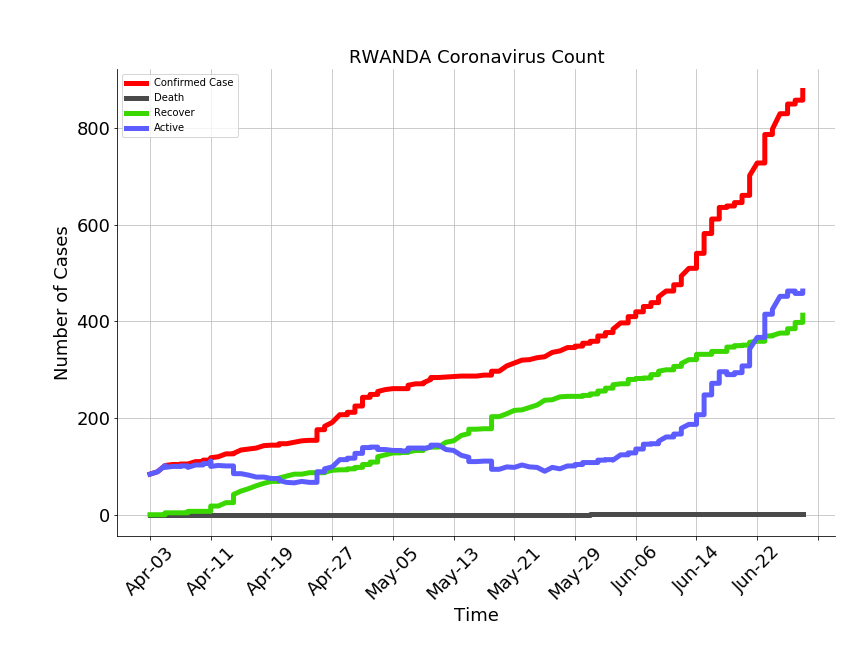 RWANDA Coronavirus Count
Confirmed Case
Death
Recover
Active
Number of Cases
800
600
400
200
0
Apr-03
Apr-11
Apr-19
Apr-27
May-05
May-13
May-21
May-29
Jun-06
Jun-14
Jun-22
Time